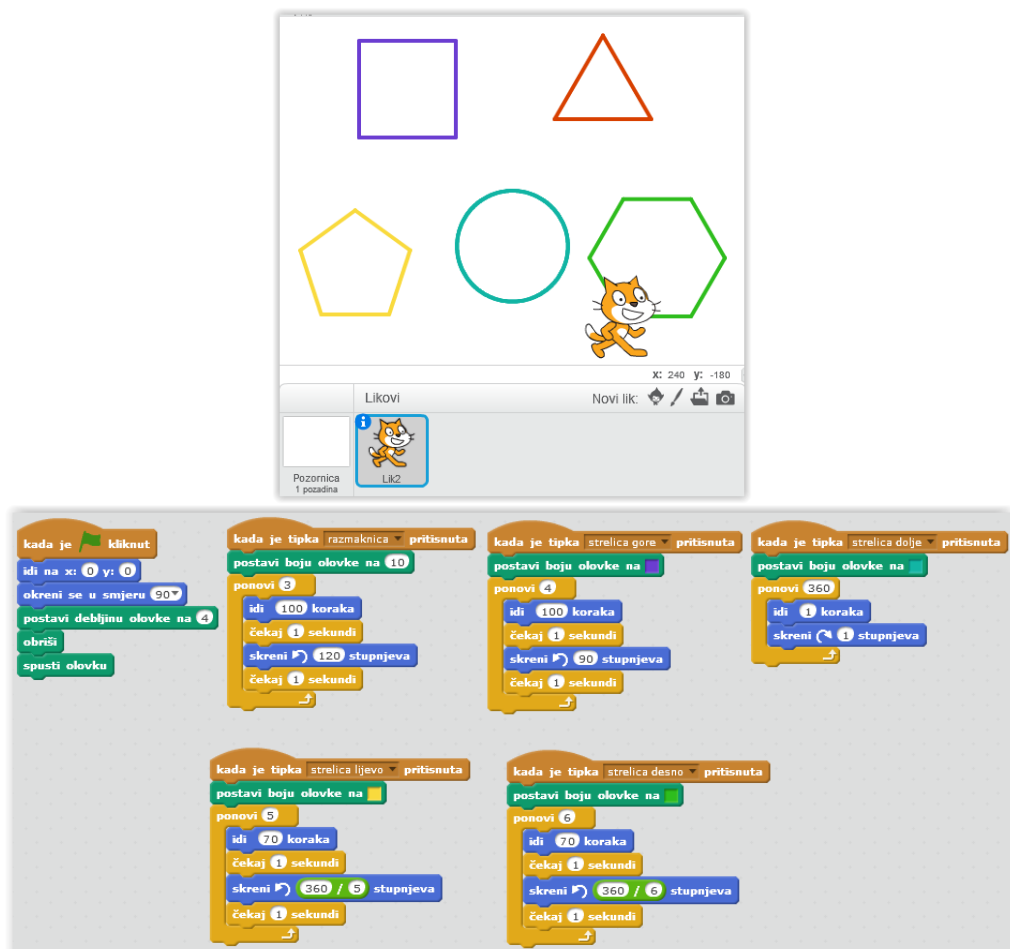 x: 240 y: -180
Likovi
Novi lik:
Pozornica
1 pozadina
Lik2
kada je kliknut
idi na x: 0 y: 0
okreni se u smjeru 90
postavi debljinu olovke na 4
obriši
spusti olovku
kada je tipka razmaknica pritisnuta
postavi boju olovke na 10
ponovi 3
idi 100 koraka
čekaj 1 sekundi
skreni 120 stupnjeva
čekaj 1 sekundi
kada je tipka strelica gore pritisnuta
postavi boju olovke na
ponovi 4
idi 100 koraka
čekaj 1 sekundi
skreni 90 stupnjeva
čekaj 1 sekundi
kada je tipka strelica dolje pritisnuta
postavi boju olovke na
ponovi 360
idi 1 koraka
skreni 1 stupnjeva
kada je tipka strelica lijevo pritisnuta
postavi boju olovke na
ponovi 5
idi 70 koraka
čekaj 1 sekundi
skreni 360 / 5 stupnjeva
čekaj 1 sekundi
kada je tipka strelica desno pritisnuta
postavi boju olovke na
ponovi 6
idi 70 koraka
čekaj 1 sekundi
skreni 360 / 6 stupnjeva
čekaj 1 sekundi